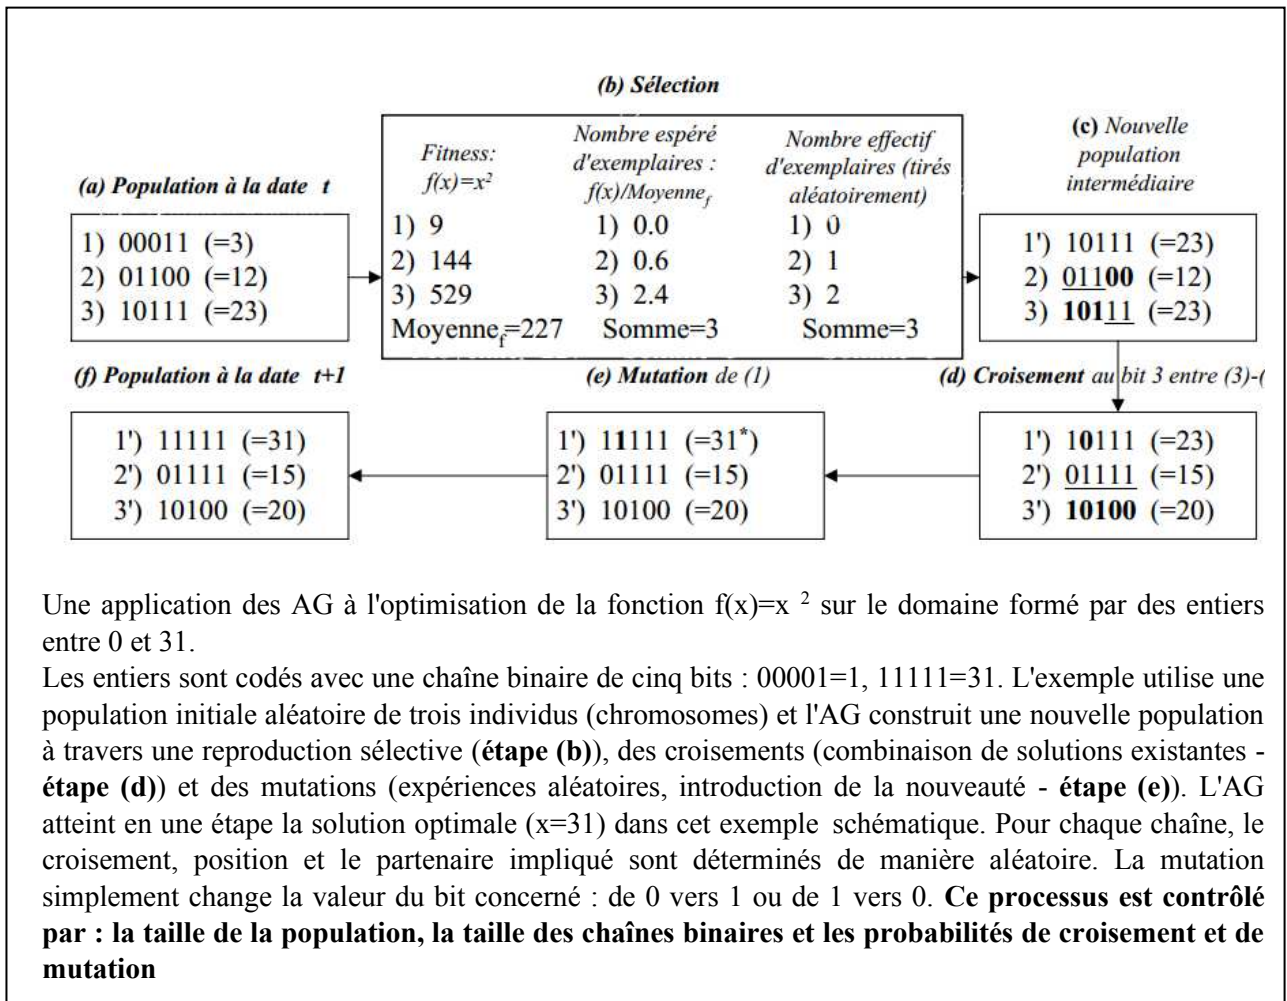 (b) Sélection
(a) Population à la date t
1) 00011 (=3)
2) 01100 (=12)
3) 10111 (=23)
Fitness:
f(x)=x²
1) 9
2) 144
3) 529
Moyennef=227
Nombre espéré
d'exemplaires :
f(x)/Moyennef
1) 0.0
2) 0.6
3) 2.4
Somme=3
Nombre effectif
d'exemplaires (tirés
aléatoirement)
1) 0
2) 1
3) 2
Somme=3
(c) Nouvelle
population
intermédiaire
1') 10111 (=23)
2) 01100 (=12)
3) 10111 (=23)
(d) Croisement au bit 3 entre (3)-(
1') 10111 (=23)
2') 01111 (=15)
3') 10100 (=20)
(e) Mutation de (1)
1') 11111 (=31*)
2') 01111 (=15)
3') 10100 (=20)
(f) Population à la date t+1
1') 11111 (=31)
2') 01111 (=15)
3') 10100 (=20)
Une application des AG à l'optimisation de la fonction f(x)=x ² sur le domaine formé par des entiers
entre 0 et 31.
Les entiers sont codés avec une chaîne binaire de cinq bits : 00001=1, 11111=31. L'exemple utilise une
population initiale aléatoire de trois individus (chromosomes) et l'AG construit une nouvelle population
à travers une reproduction sélective (étape (b)), des croisements (combinaison de solutions existantes -
étape (d)) et des mutations (expériences aléatoires, introduction de la nouveauté - étape (e)). L'AG
atteint en une étape la solution optimale (x=31) dans cet exemple schématique. Pour chaque chaîne, le
croisement, position et le partenaire impliqué sont déterminés de manière aléatoire. La mutation
simplement change la valeur du bit concerné : de 0 vers 1 ou de 1 vers 0. Ce processus est contrôlé
par : la taille de la population, la taille des chaînes binaires et les probabilités de croisement et de
mutation